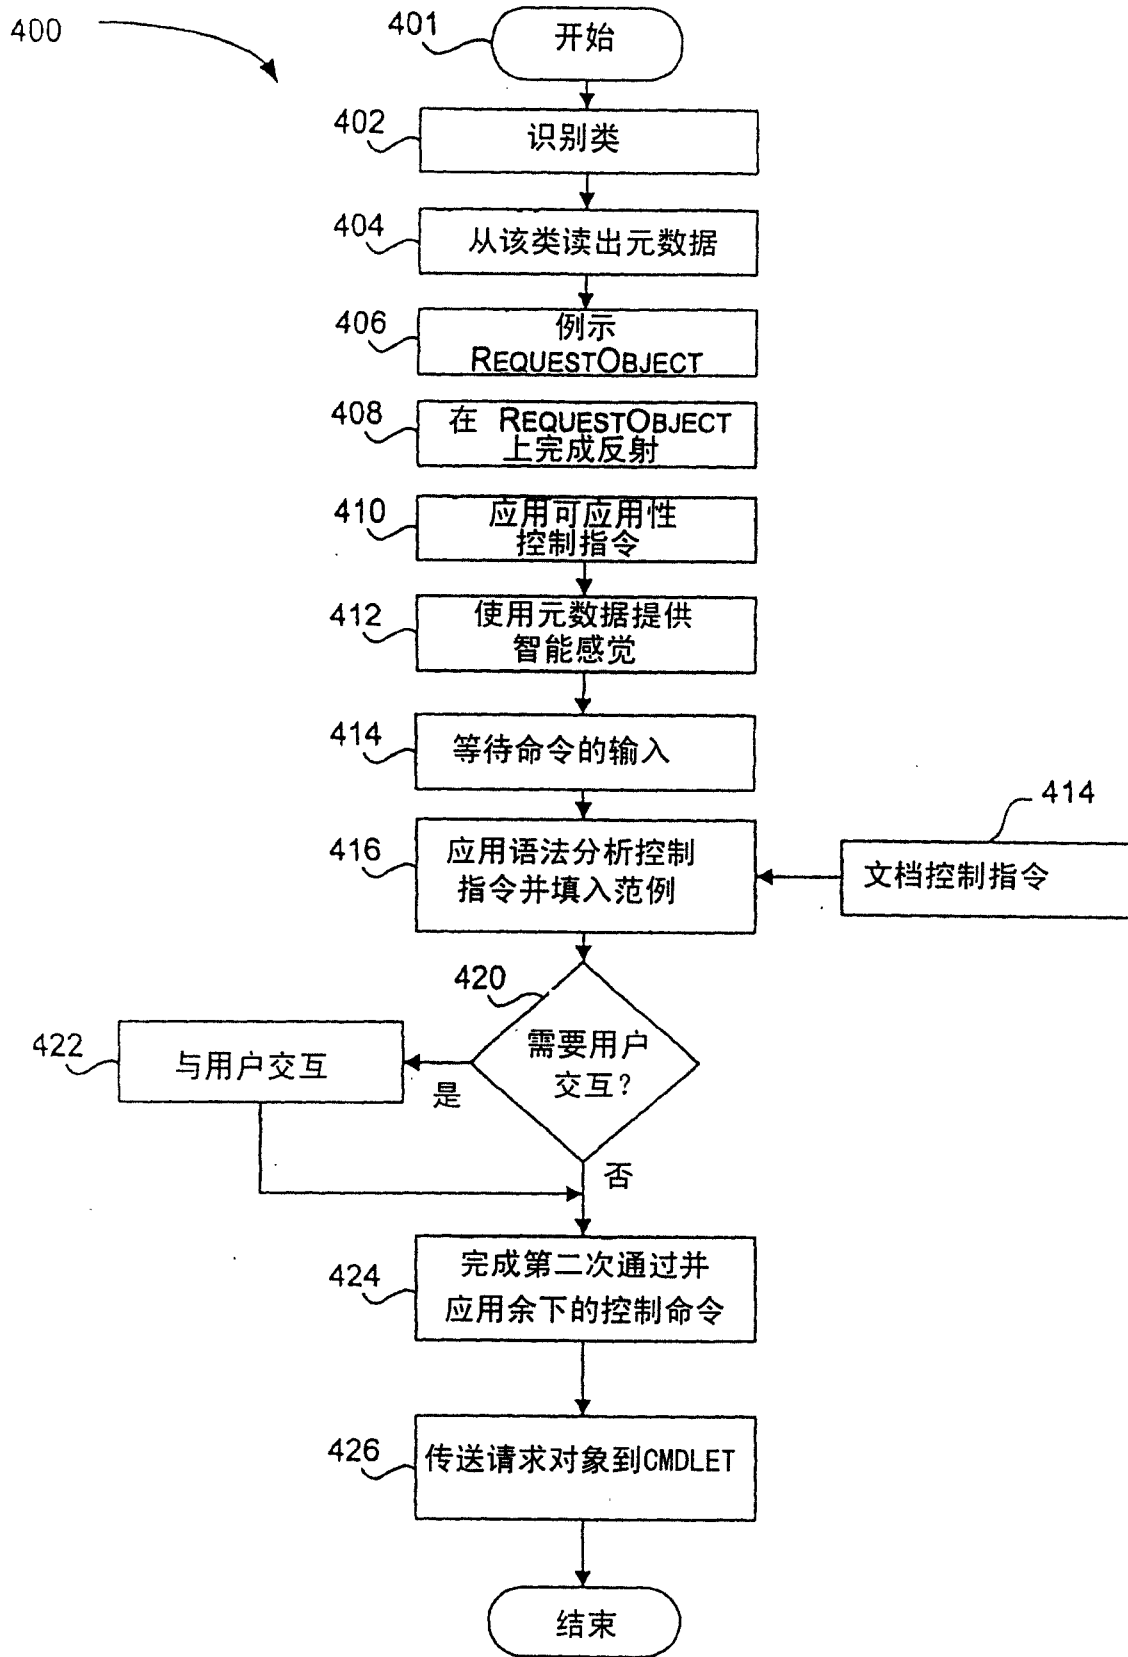 400
401
开始
402
识别类
404
从该类读出元数据
406
例示
REQUESTOBJECT
408
在 REQUESTOBJECT
上完成反射
410
应用可应用性
控制指令
412
使用元数据提供
智能感觉
414
等待命令的输入
414
416
应用语法分析控制
指令并填入范例
文档控制指令
420
需要用户
交互?
422
与用户交互
是
否
424
完成第二次通过并
应用余下的控制命令
426
传送请求对象到CMDLET
结束